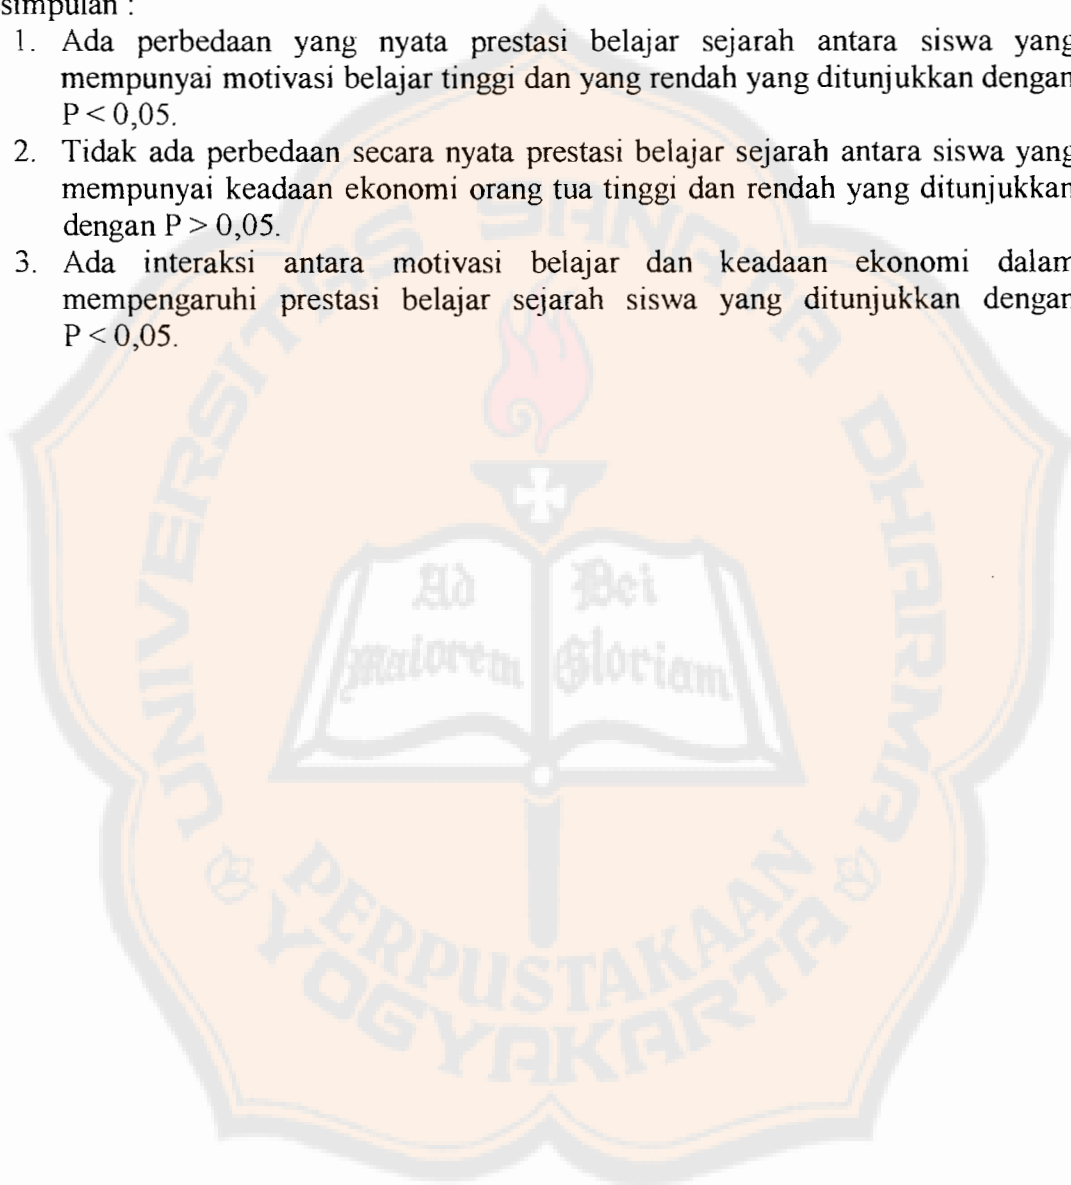 simpulan :
1. Ada perbedaan yang nyata prestasi belajar sejarah antara siswa yang
mempunyai motivasi belajar tinggi dan yang rendah yang ditunjukkan dengan
P < 0,05.
2. Tidak ada perbedaan secara nyata prestasi belajar sejarah antara siswa yang
mempunyai keadaan ekonomi orang tua tinggi dan rendah yang ditunjukkan
dengan P > 0,05.
3. Ada interaksi antara motivasi belajar dan keadaan ekonomi dalam
mempengaruhi prestasi belajar sejarah siswa yang ditunjukkan dengan
P < 0,05.
UNIVERSITAS SANATA DHARMA
Ad Dei
maiorem Gloriam
PERPUSTAKAAN
YOGYAKARTA